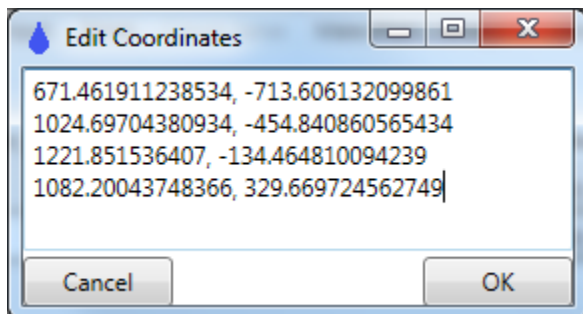 Edit Coordinates
671.461911238534, -713.606132099861
1024.69704380934, -454.840860565434
1221.851536407, -134.464810094239
1082.20043748366, 329.669724562749
Cancel
OK